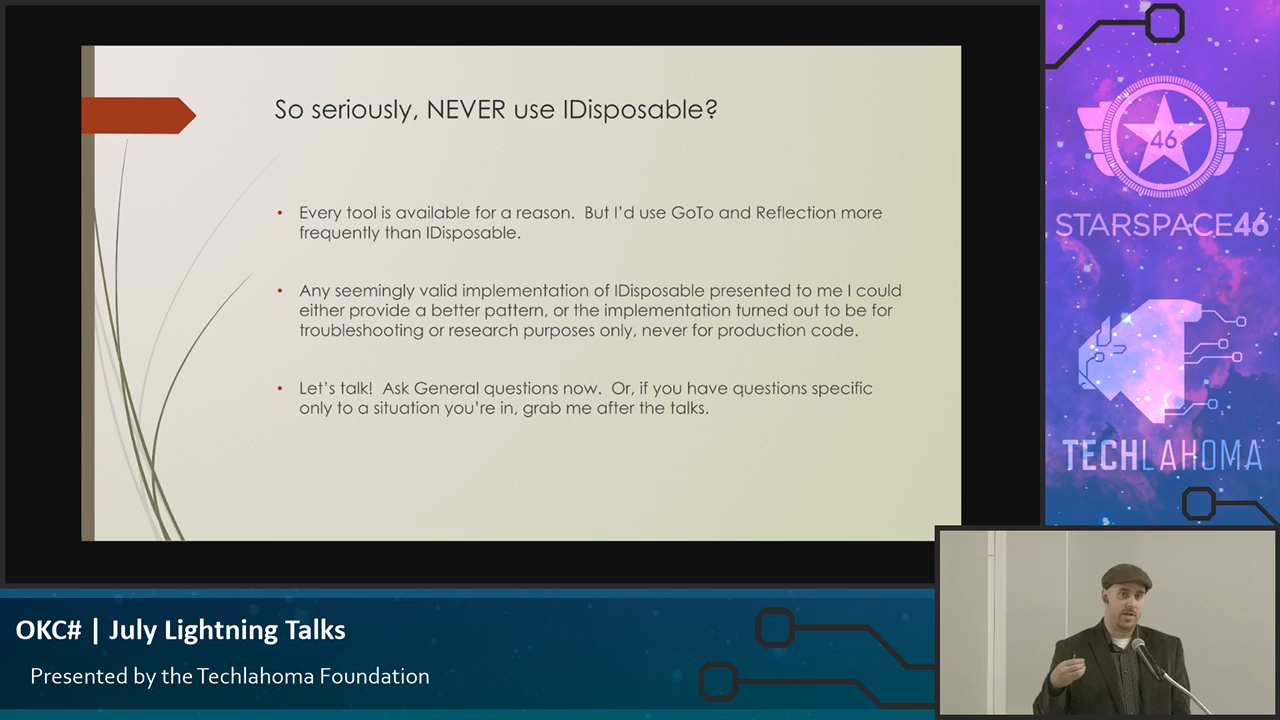 So seriously, NEVER use IDisposable?
• Every tool is available for a reason. But I'd use GoTo and Reflection more
frequently than IDisposable.
• Any seemingly valid implementation of IDisposable presented to me I could
either provide a better pattern, or the implementation turned out to be for
troubleshooting or research purposes only, never for production code.
• Let's talk! Ask General questions now. Or, if you have questions specific
only to a situation you're in, grab me after the talks.
46
STARSPACE46
TECHLAHOMA
OKC# | July Lightning Talks
Presented by the Techlahoma Foundation